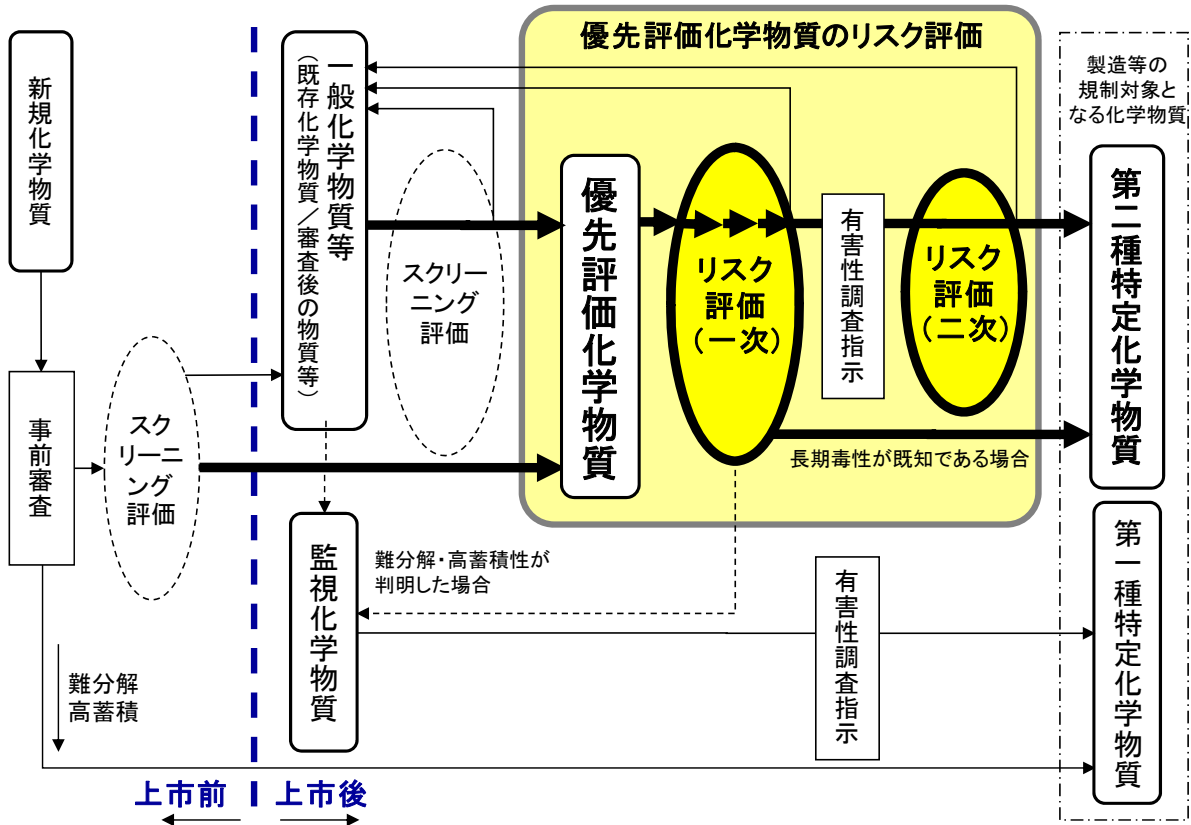 優先評価化学物質のリスク評価
新規化学物質
一般化学物質等
(既存化学物質/審査後の物質等)
製造等の
規制対象と
なる化学物質
スクリー
ニング
評価
優先評価化学物質
リスク
評価
(一次)
有害性調査指示
リスク
評価
(二次)
第二種特定化学物質
事前審査
スク
リーニ
ング
評価
長期毒性が既知である場合
監視化学物質
難分解・高蓄積性が
判明した場合
有害性調査指示
第一種特定化学物質
難分解
高蓄積
上市前
上市後